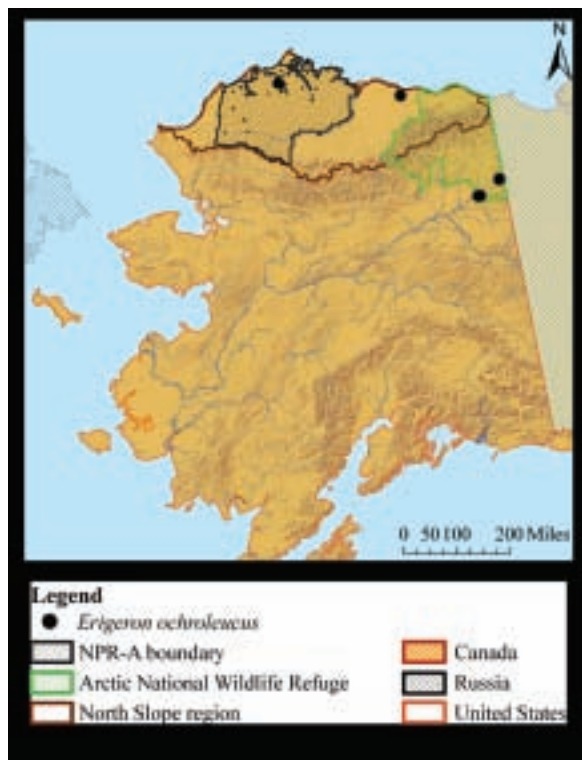 N
0 50 100 200 Miles
Legend
Erigeron ochroleucus
NPR-A boundary
Arctic National Wildlife Refuge
North Slope region
Canada
Russia
United States